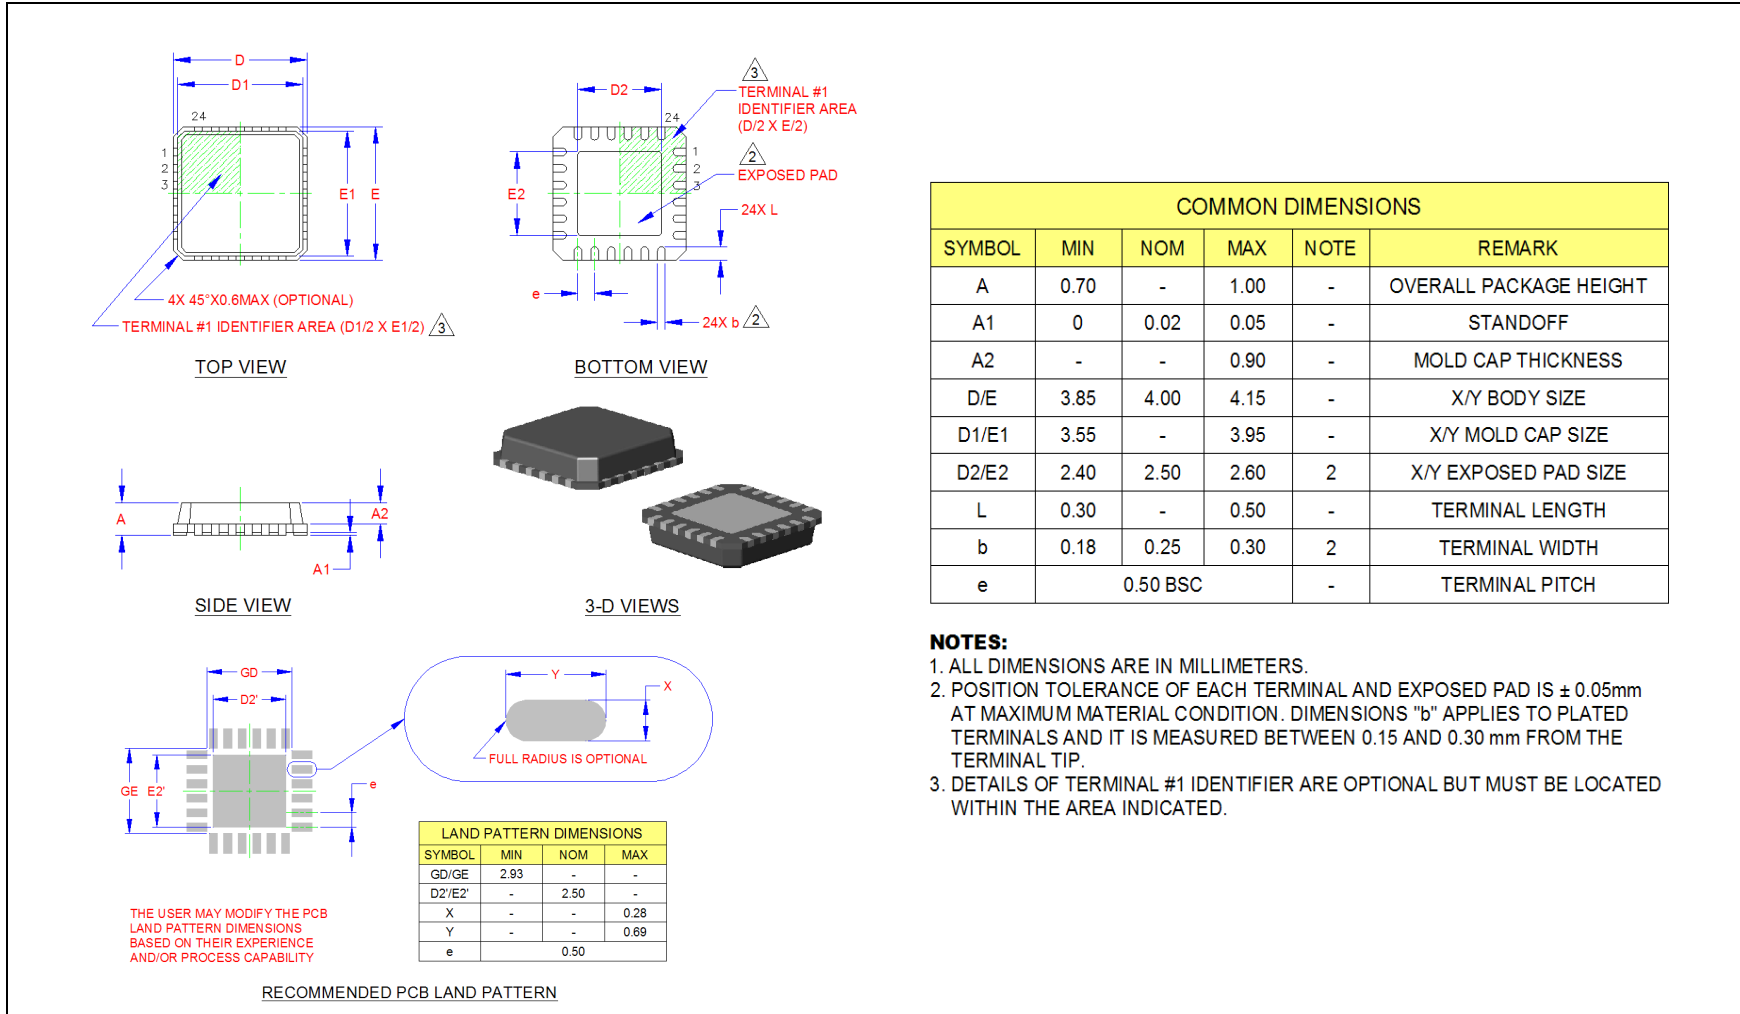 D
D1
24
1
2
3
E1 E
4X 45°X0.6MAX (OPTIONAL)
TERMINAL #1 IDENTIFIER AREA (D1/2 X E1/2) 3
TOP VIEW
D2
3
TERMINAL #1
IDENTIFIER AREA
(D/2 X E/2)
24
1
2
3
2
EXPOSED PAD
E2
24X L
e
24X b 2
BOTTOM VIEW
A
A2
A1
SIDE VIEW
3-D VIEWS
GD
D2'
GE E2'
e
Y
X
FULL RADIUS IS OPTIONAL
THE USER MAY MODIFY THE PCB
LAND PATTERN DIMENSIONS
BASED ON THEIR EXPERIENCE
AND/OR PROCESS CAPABILITY
LAND PATTERN DIMENSIONS
SYMBOL MIN NOM MAX
GD/GE 2.93 - -
D2'/E2' - 2.50 -
X - - 0.28
Y - - 0.69
e 0.50
RECOMMENDED PCB LAND PATTERN
COMMON DIMENSIONS
SYMBOL MIN NOM MAX NOTE REMARK
A 0.70 - 1.00 - OVERALL PACKAGE HEIGHT
A1 0 0.02 0.05 - STANDOFF
A2 - - 0.90 - MOLD CAP THICKNESS
D/E 3.85 4.00 4.15 - X/Y BODY SIZE
D1/E1 3.55 - 3.95 - X/Y MOLD CAP SIZE
D2/E2 2.40 2.50 2.60 2 X/Y EXPOSED PAD SIZE
L 0.30 - 0.50 - TERMINAL LENGTH
b 0.18 0.25 0.30 2 TERMINAL WIDTH
e 0.50 BSC - TERMINAL PITCH
NOTES:
1. ALL DIMENSIONS ARE IN MILLIMETERS.
2. POSITION TOLERANCE OF EACH TERMINAL AND EXPOSED PAD IS ± 0.05mm
AT MAXIMUM MATERIAL CONDITION. DIMENSIONS "b" APPLIES TO PLATED
TERMINALS AND IT IS MEASURED BETWEEN 0.15 AND 0.30 mm FROM THE
TERMINAL TIP.
3. DETAILS OF TERMINAL #1 IDENTIFIER ARE OPTIONAL BUT MUST BE LOCATED
WITHIN THE AREA INDICATED.